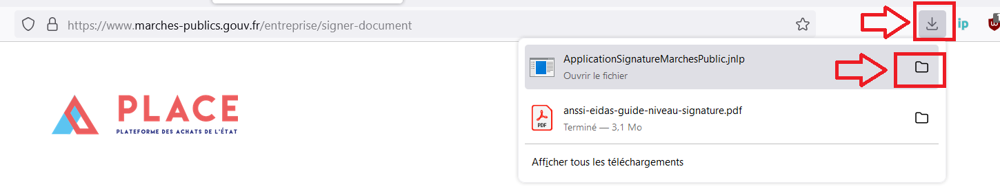 https://www.marches-publics.gouv.fr/entreprise/signer-document
ip
ApplicationSignatureMarchesPublic.jnlp
Ouvrir le fichier
PLACE
PLATEFORME DES ACHATS DE L'ÉTAT
anssi-eidas-guide-niveau-signature.pdf
PDF
Terminé — 3,1 Mo
Afficher tous les téléchargements